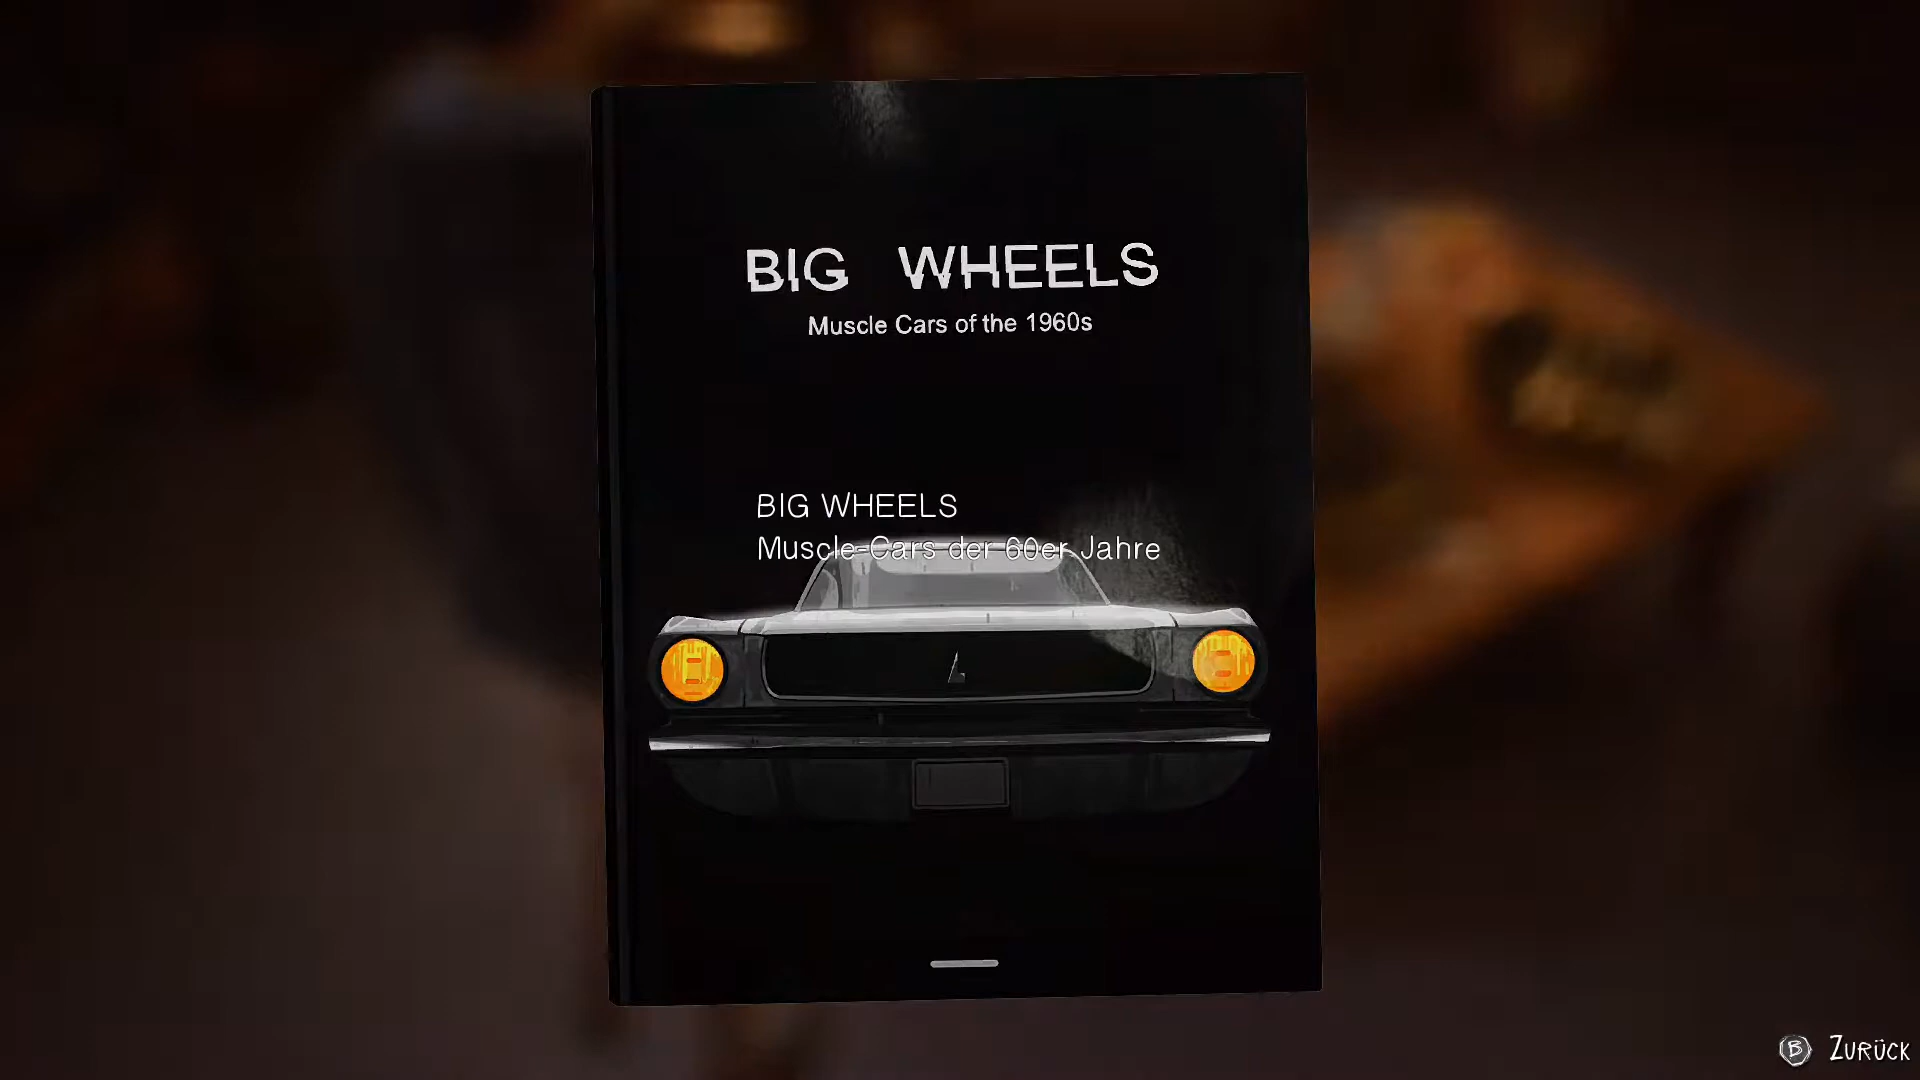 BIG WHEELS
Muscle Cars of the 1960s
BIG WHEELS
Muscle-Cars der 60er Jahre
B ZURÜCK